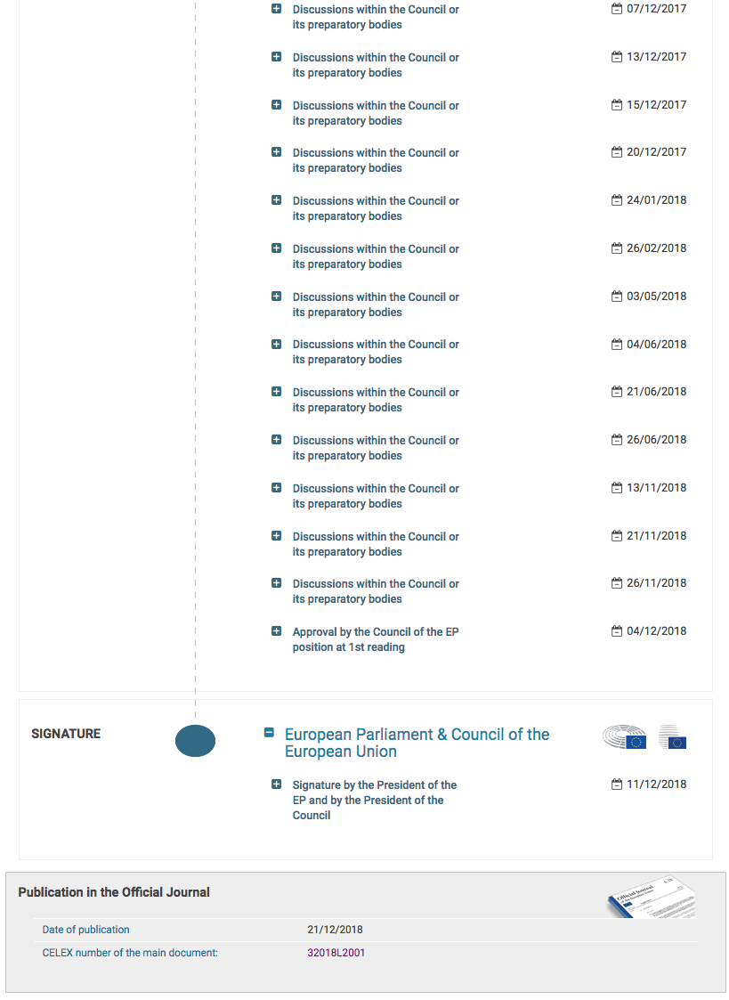 Discussions within the Council or 07/12/2017
its preparatory bodies
Discussions within the Council or 13/12/2017
its preparatory bodies
Discussions within the Council or 15/12/2017
its preparatory bodies
Discussions within the Council or 20/12/2017
its preparatory bodies
Discussions within the Council or 24/01/2018
its preparatory bodies
Discussions within the Council or 26/02/2018
its preparatory bodies
Discussions within the Council or 03/05/2018
its preparatory bodies
Discussions within the Council or 04/06/2018
its preparatory bodies
Discussions within the Council or 21/06/2018
its preparatory bodies
Discussions within the Council or 26/06/2018
its preparatory bodies
Discussions within the Council or 13/11/2018
its preparatory bodies
Discussions within the Council or 21/11/2018
its preparatory bodies
Discussions within the Council or 26/11/2018
its preparatory bodies
Approval by the Council of the EP 04/12/2018
position at 1st reading
SIGNATURE European Parliament & Council of the
European Union
Signature by the President of the 11/12/2018
EP and by the President of the
Council
Publication in the Official Journal
Official Journal
Date of publication 21/12/2018
CELEX number of the main document: 32018L2001